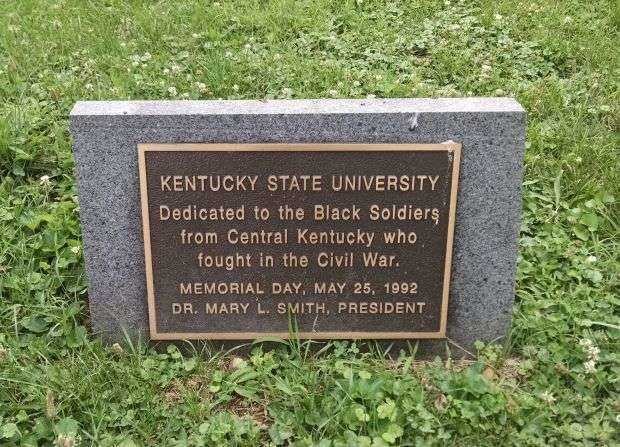 KENTUCKY STATE UNIVERSITY
Dedicated to the Black Soldiers
from Central Kentucky who
fought in the Civil War.
MEMORIAL DAY, MAY 25, 1992
DR. MARY L. SMITH, PRESIDENT